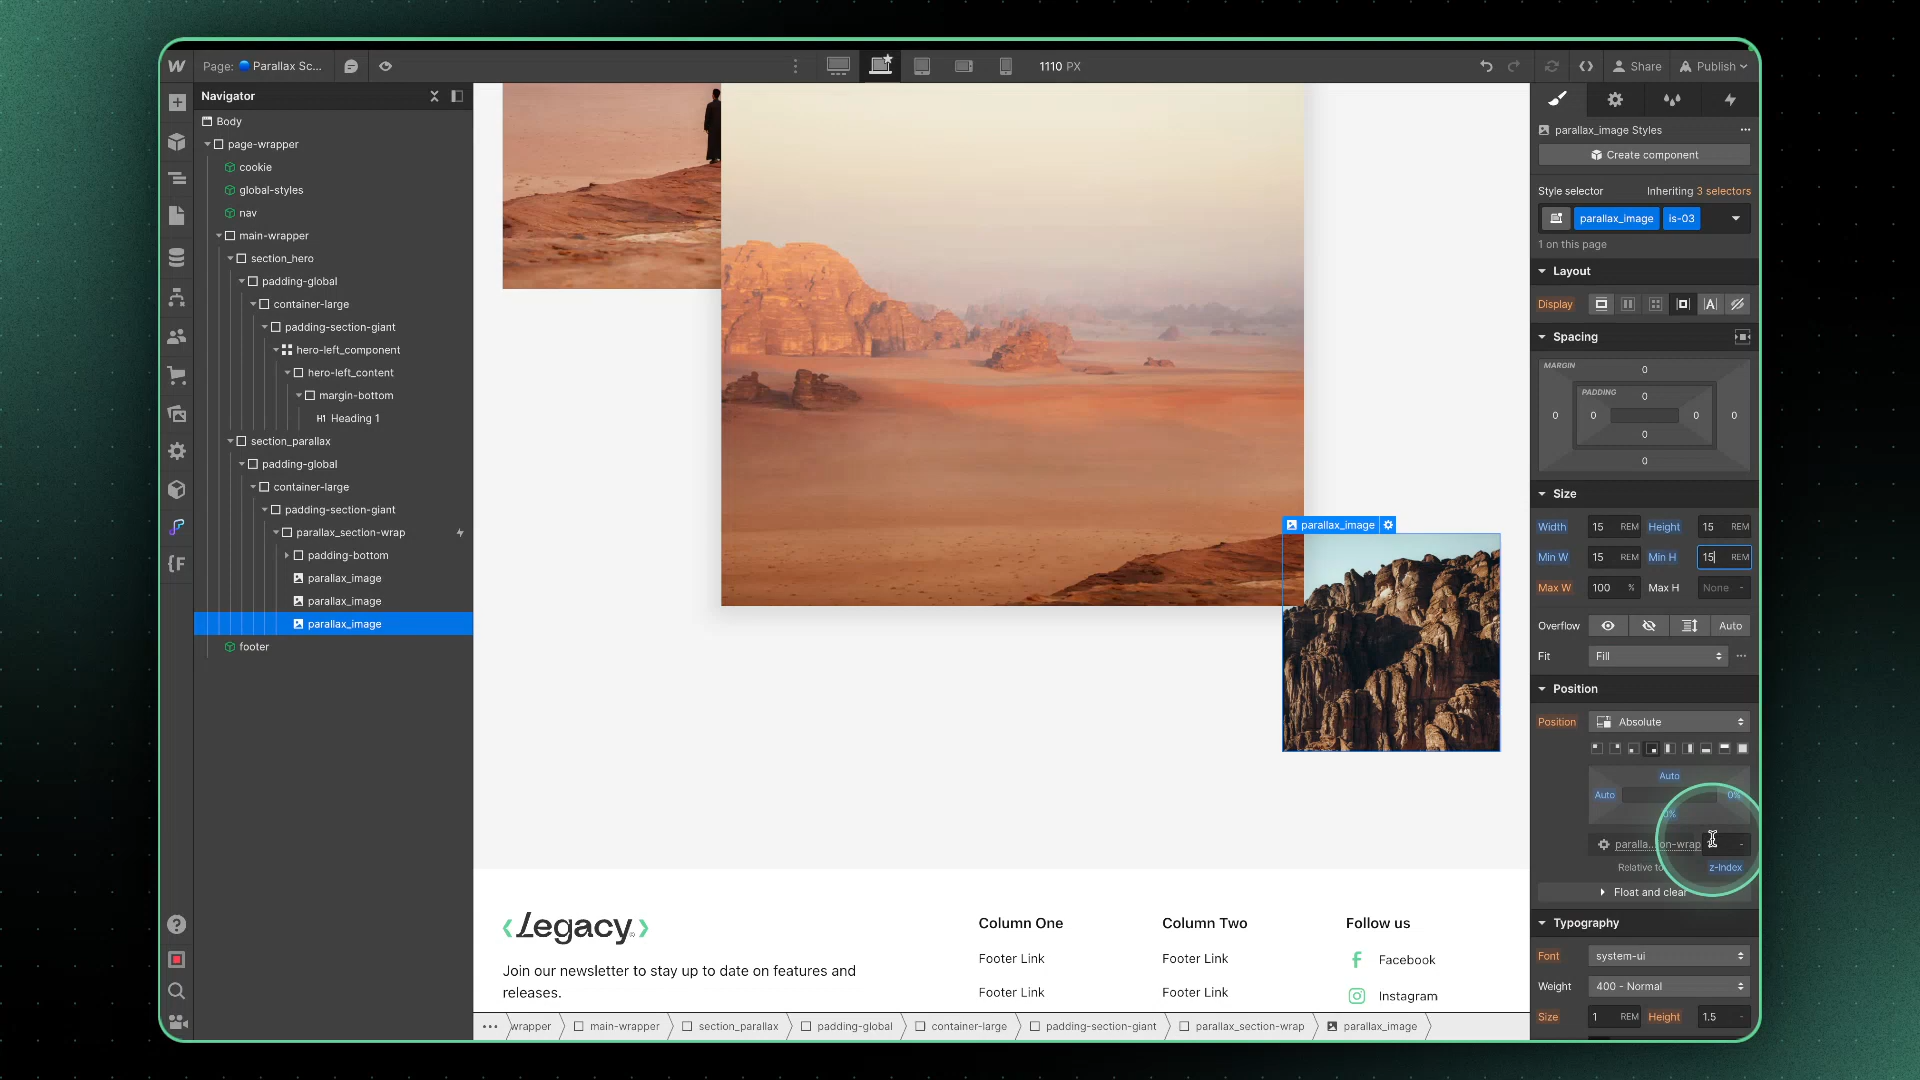 Page: Parallax Sc...
1110 PX
Share
Publish
Navigator
Body
page-wrapper
cookie
global-styles
nav
main-wrapper
section_hero
padding-global
container-large
padding-section-giant
hero-left_component
hero-left_content
margin-bottom
H1 Heading 1
section_parallax
padding-global
container-large
padding-section-giant
parallax_section-wrap
padding-bottom
parallax_image
parallax_image
parallax_image
footer
parallax_image
Legacy
Join our newsletter to stay up to date on features and
releases.
Column One
Footer Link
Footer Link
Column Two
Footer Link
Footer Link
Follow us
Facebook
Instagram
wrapper
main-wrapper
section_parallax
padding-global
container-large
padding-section-giant
parallax_section-wrap
parallax_image
parallax_image Styles
Create component
Style selector Inheriting 3 selectors
parallax_image is-03
1 on this page
Layout
Display
Spacing
MARGIN
0
PADDING
0
0 0 0 0
0
0
Size
Width 15 REM Height 15 REM
Min W 15 REM Min H 15 REM
Max W 100 % Max H None -
Overflow Auto
Fit Fill
Position
Position Absolute
Auto
Auto 0%
0%
paralla...on-wrap -
Relative to z-Index
Float and clear
Typography
Font system-ui
Weight 400 - Normal
Size 1 REM Height 1.5 -